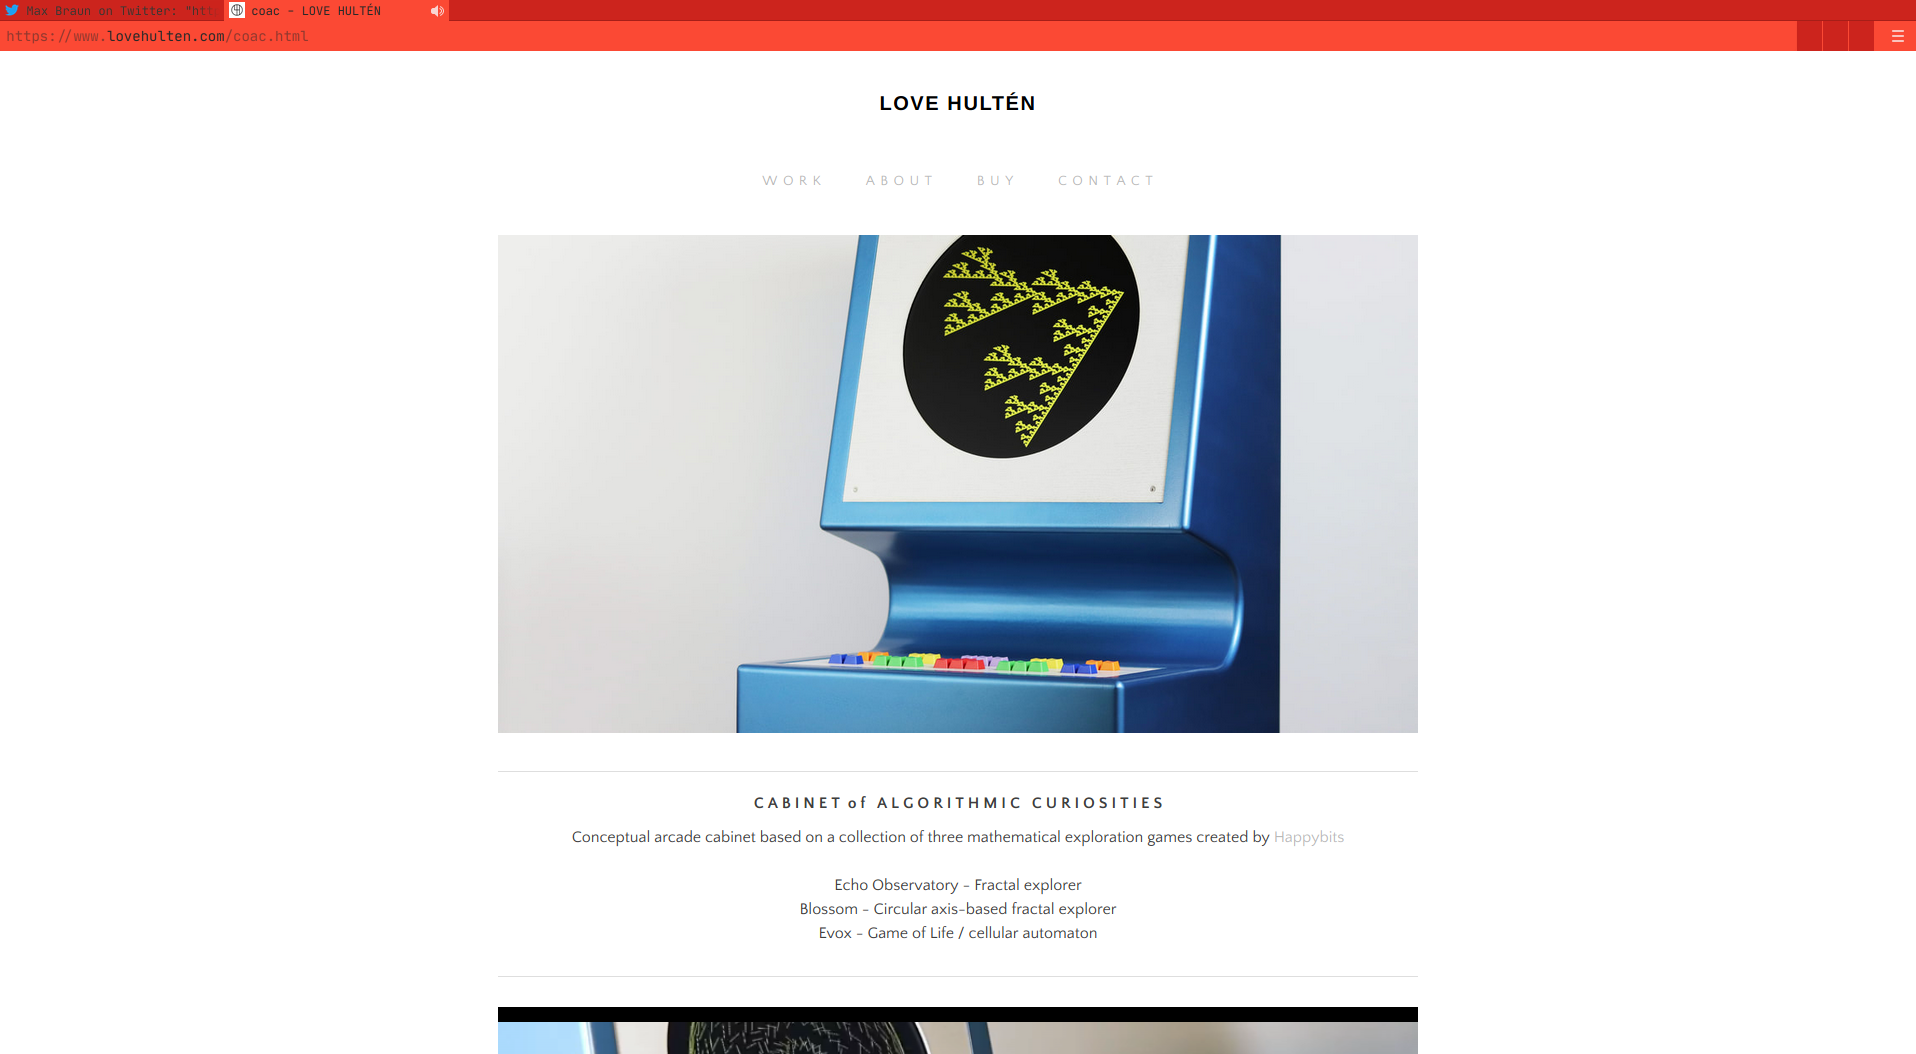 Max Braun on Twitter: "htt
coac - LOVE HULTÉN
https://www.lovehulten.com/coac.html
LOVE HULTÉN
WORK ABOUT BUY CONTACT
CABINET of ALGORITHMIC CURIOSITIES
Conceptual arcade cabinet based on a collection of three mathematical exploration games created by Happybits
Echo Observatory - Fractal explorer
Blossom - Circular axis-based fractal explorer
Evox - Game of Life / cellular automaton